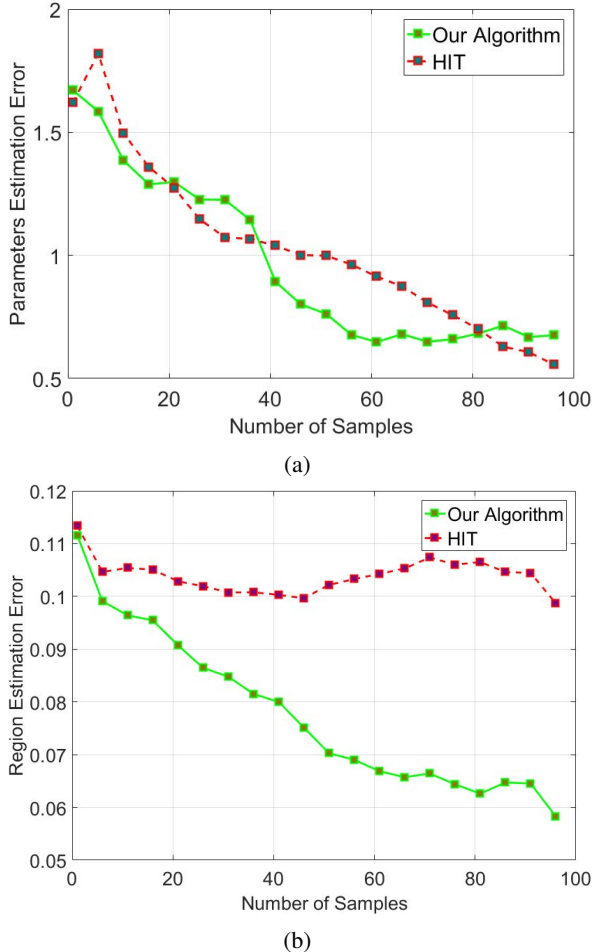 2
1.5
1
0.5
Parameters Estimation Error
Our Algorithm
HIT
0 20 40 60 80 100
Number of Samples
(a)
0.12
0.11
0.1
0.09
0.08
0.07
0.06
0.05
Region Estimation Error
Our Algorithm
HIT
0 20 40 60 80 100
Number of Samples
(b)